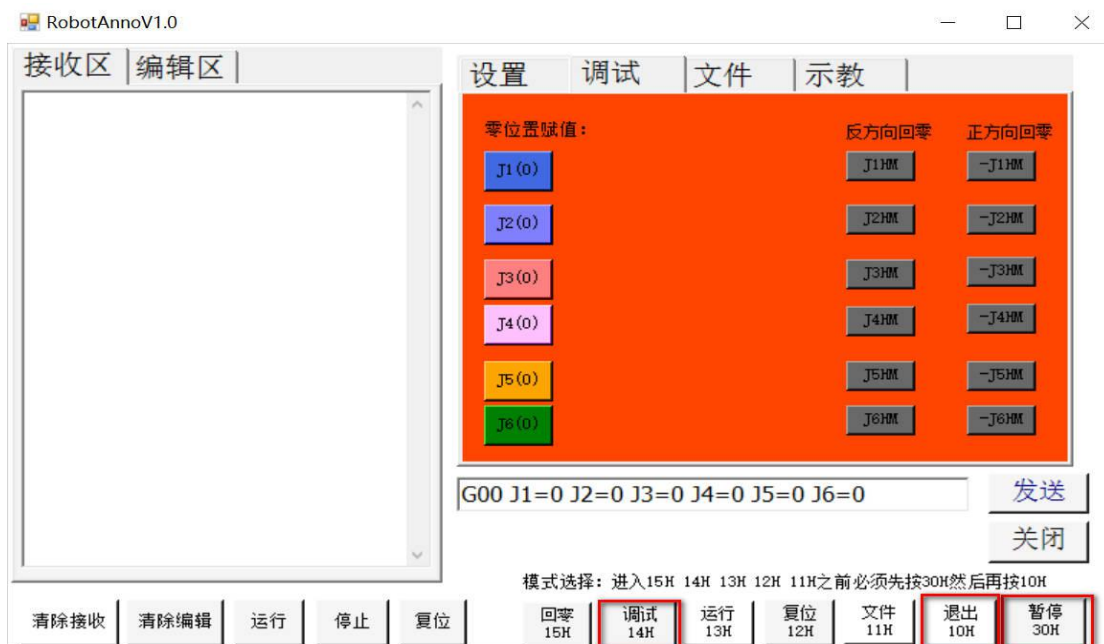 RobotAnnoV1.0
接收区 编辑区
设置 调试 文件 示教
零位置赋值: 反方向回零 正方向回零
J1(0) J1HM -J1HM
J2(0) J2HM -J2HM
J3(0) J3HM -J3HM
J4(0) J4HM -J4HM
J5(0) J5HM -J5HM
J6(0) J6HM -J6HM
G00 J1=0 J2=0 J3=0 J4=0 J5=0 J6=0 发送
关闭
模式选择: 进入15H 14H 13H 12H 11H之前必须先按30H然后再按10H
清除接收 清除编辑 运行 停止 复位 回零 调试 运行 复位 文件 退出 暂停
15H 14H 13H 12H 11H 10H 30H